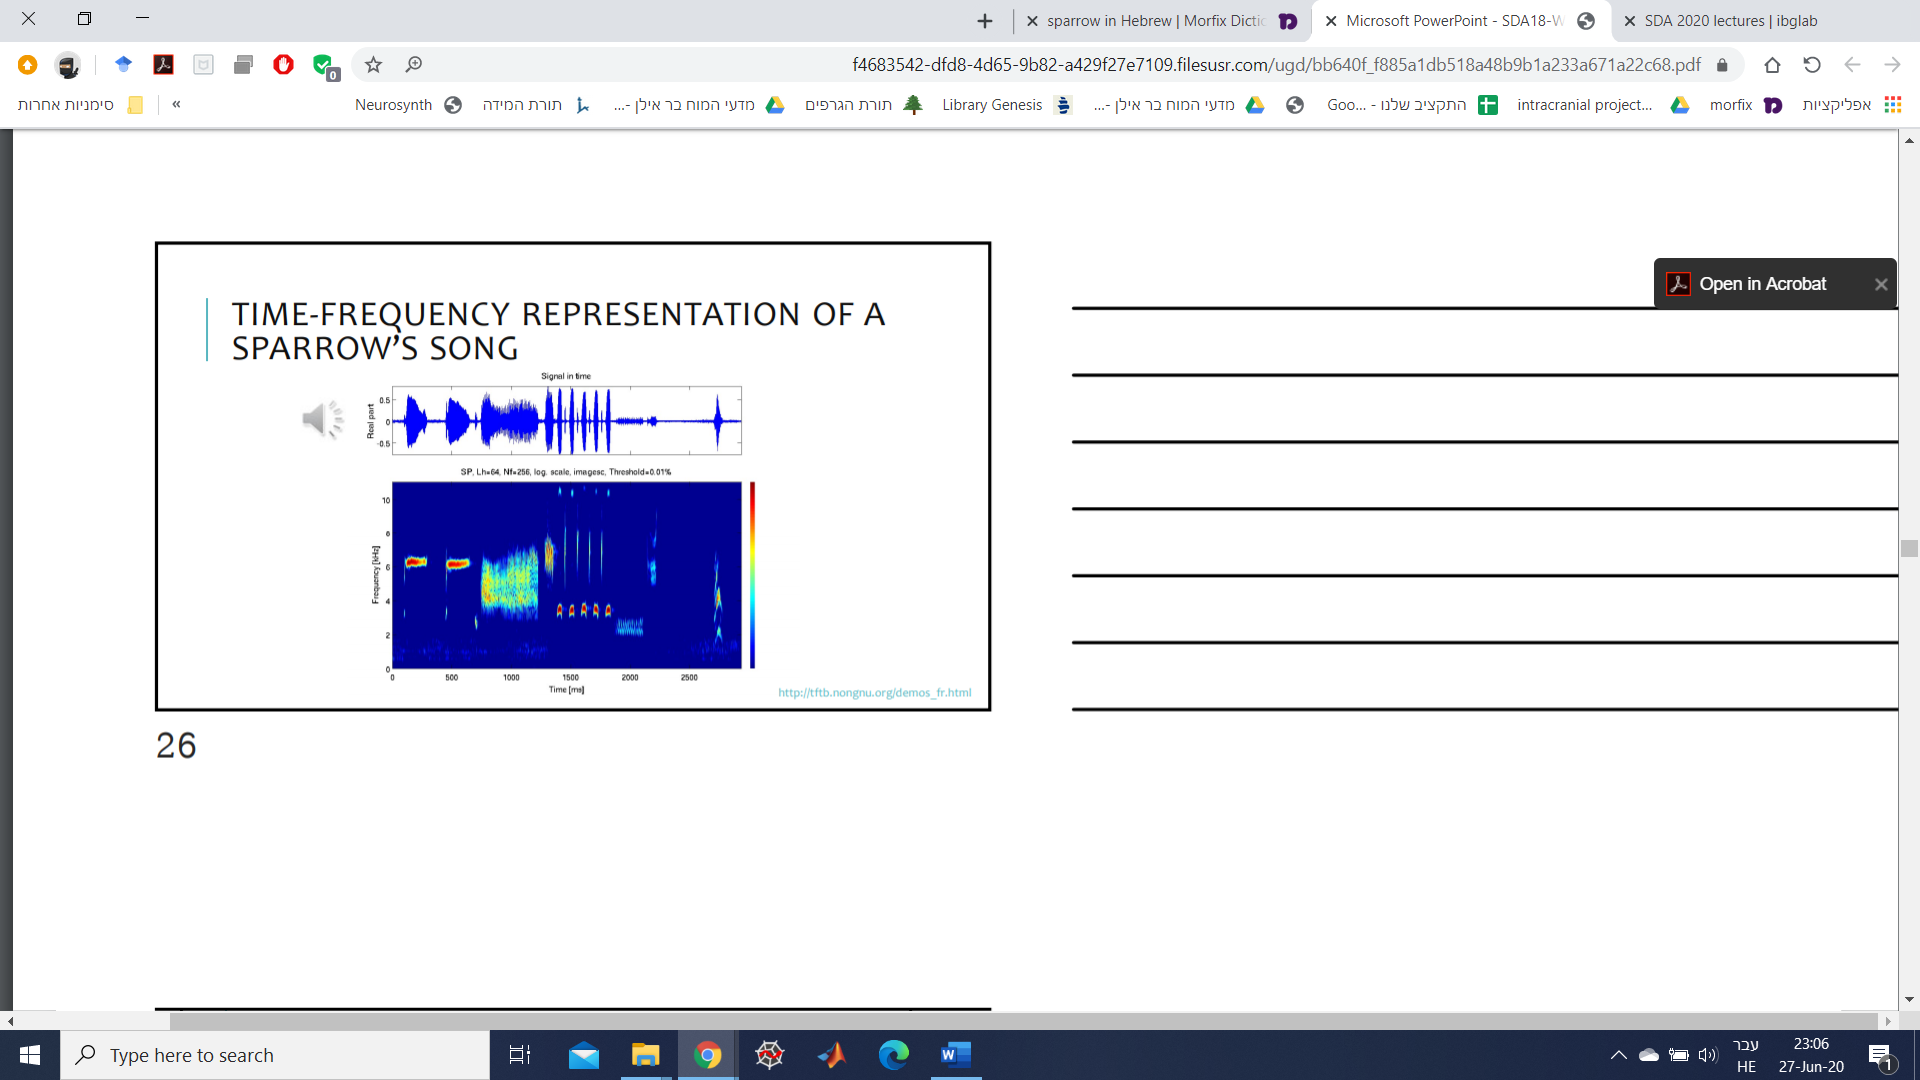 sparrow in Hebrew | Morfix Dictic
Microsoft PowerPoint - SDA18-W
SDA 2020 lectures | ibglab
0
f4683542-dfd8-4d65-9b82-a429f27e7109.filesusr.com/ugd/bb640f_f885a1db518a48b9b1a233a671a22c68.pdf
סימניות אחרות
«
Neurosynth
תורת המידה
מדעי המוח בר אילן -...
תורת הגרפים
Library Genesis
מדעי המוח בר אילן -...
התקציב שלנו - Goo...
intracranial project...
morfix
אפליקציות
Open in Acrobat
TIME-FREQUENCY REPRESENTATION OF A
SPARROW'S SONG
Signal in time
Real part
0.5
0
-0.5
SP, Lh=64, Nf=256, log. scale, imagesc, Threshold=0.01%
Frequency [kHz]
10
8
6
4
2
0
0 500 1000 1500 2000 2500
Time [ms]
http://tftb.nongnu.org/demos_fr.html
26
Type here to search
עבר
HE
23:06
27-Jun-20
1